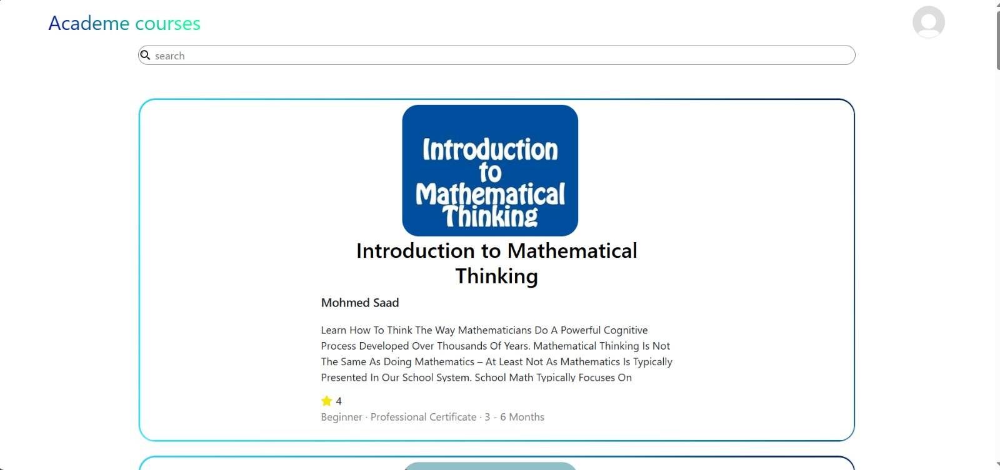 Academe courses
search
Introduction
to
Mathematical
Thinking
Introduction to Mathematical
Thinking
Mohmed Saad
Learn How To Think The Way Mathematicians Do A Powerful Cognitive
Process Developed Over Thousands Of Years. Mathematical Thinking Is Not
The Same As Doing Mathematics – At Least Not As Mathematics Is Typically
Presented In Our School System. School Math Typically Focuses On
4
Beginner · Professional Certificate · 3 - 6 Months